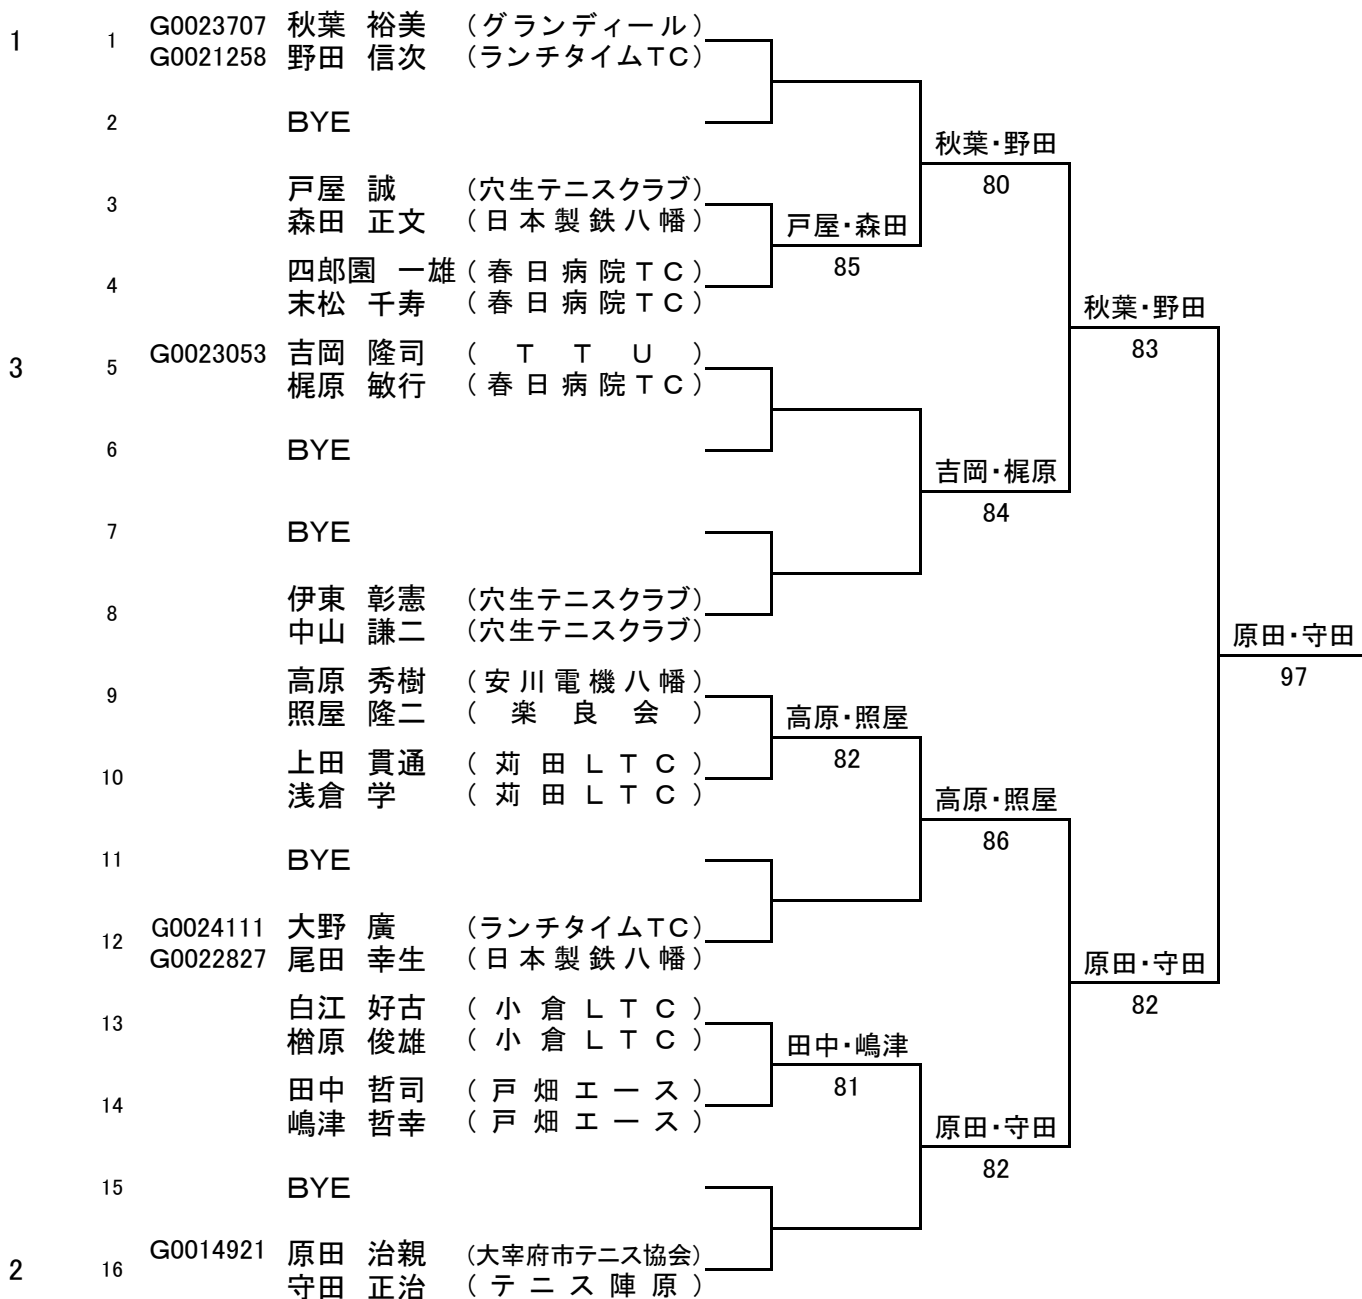 G0023707 秋葉 裕美 (グランディール)
1 1
G0021258 野田 信次 (ランチタイムTC)
2 BYE
秋葉・野田
80
戸屋 誠 (穴生テニスクラブ)
3
森田 正文 (日本製鉄八幡)
戸屋・森田
85
四郎園 一雄 (春日病院TC)
4
末松 千寿 (春日病院TC)
秋葉・野田
83
G0023053 吉岡 隆司 (TTU)
3 5
梶原 敏行 (春日病院TC)
6 BYE
吉岡・梶原
84
7 BYE
伊東 彰憲 (穴生テニスクラブ)
8
中山 謙二 (穴生テニスクラブ)
原田・守田
97
高原 秀樹 (安川電機八幡)
9
照屋 隆二 (楽良会)
高原・照屋
82
上田 貫通 (苅田LTC)
10
浅倉 学 (苅田LTC)
高原・照屋
86
11 BYE
G0024111 大野 廣 (ランチタイムTC)
12
G0022827 尾田 幸生 (日本製鉄八幡)
原田・守田
82
白江 好古 (小倉LTC)
13
楢原 俊雄 (小倉LTC)
田中・嶋津
81
田中 哲司 (戸畑エース)
14
嶋津 哲幸 (戸畑エース)
原田・守田
82
15 BYE
G0014921 原田 治親 (大宰府市テニス協会)
2 16
守田 正治 (テニス陣原)